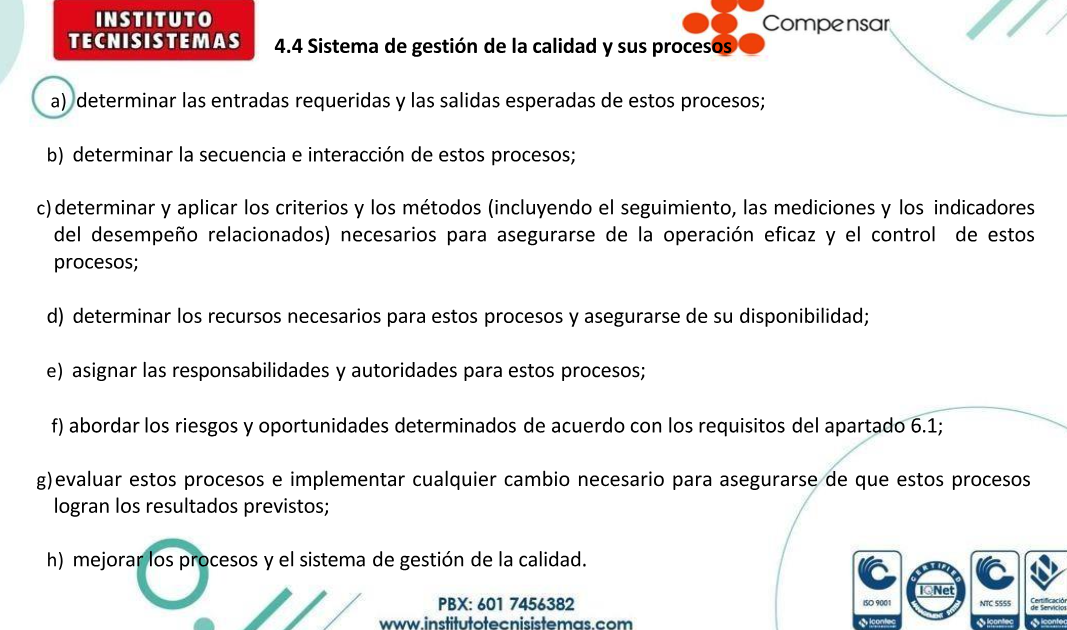 INSTITUTO
TECNISISTEMAS
Compensar
4.4 Sistema de gestión de la calidad y sus procesos
a) determinar las entradas requeridas y las salidas esperadas de estos procesos;
b) determinar la secuencia e interacción de estos procesos;
c) determinar y aplicar los criterios y los métodos (incluyendo el seguimiento, las mediciones y los indicadores
del desempeño relacionados) necesarios para asegurarse de la operación eficaz y el control de estos
procesos;
d) determinar los recursos necesarios para estos procesos y asegurarse de su disponibilidad;
e) asignar las responsabilidades y autoridades para estos procesos;
f) abordar los riesgos y oportunidades determinados de acuerdo con los requisitos del apartado 6.1;
g) evaluar estos procesos e implementar cualquier cambio necesario para asegurarse de que estos procesos
logran los resultados previstos;
h) mejorar los procesos y el sistema de gestión de la calidad.
PBX: 601 7456382
www.institutotecnisistemas.com
ISO 9001
icontec
CERTIFIED
IQNet
MANAGEMENT SYSTEM
NTC 5555
icontec
Certificación
de Servicios
icontec